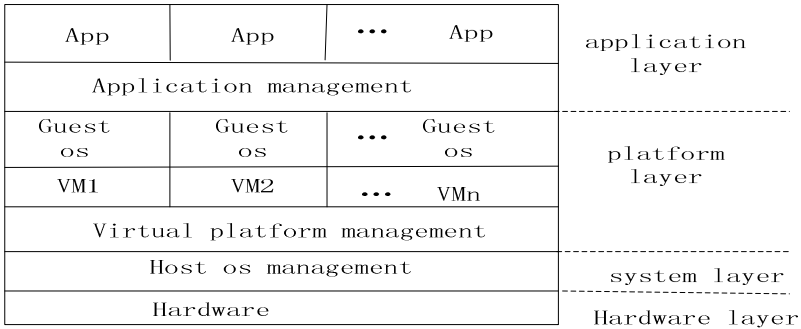 App App ... App
application
layer
Application management
Guest Guest ... Guest
os os os
platform
layer
VM1 VM2 ... VMn
Virtual platform management
Host os management
system layer
Hardware
Hardware layer